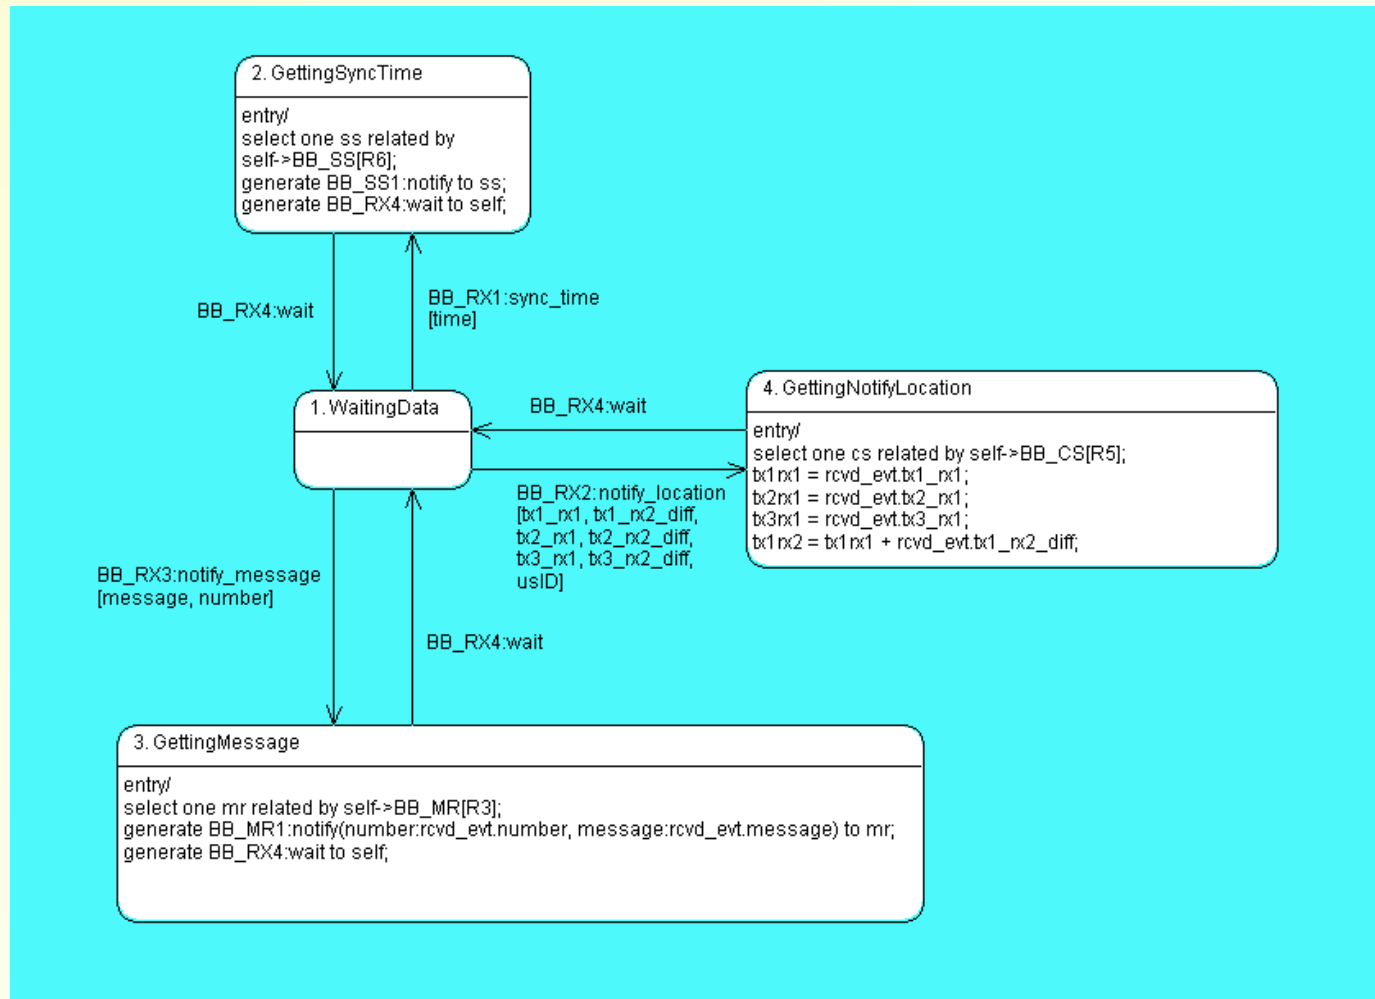 2. GettingSyncTime
entry/
select one ss related by
self->BB_SS[R6];
generate BB_SS1:notify to ss;
generate BB_RX4:wait to self;
BB_RX4:wait
BB_RX1:sync_time
[time]
1. WaitingData
BB_RX4:wait
4. GettingNotifyLocation
entry/
select one cs related by self->BB_CS[R5];
tx1rx1 = rcvd_evt.tx1_rx1;
tx2rx1 = rcvd_evt.tx2_rx1;
tx3rx1 = rcvd_evt.tx3_rx1;
tx1rx2 = tx1rx1 + rcvd_evt.tx1_rx2_diff;
BB_RX2:notify_location
[tx1_rx1, tx1_rx2_diff,
tx2_rx1, tx2_rx2_diff,
tx3_rx1, tx3_rx2_diff,
usID]
BB_RX3:notify_message
[message, number]
BB_RX4:wait
3. GettingMessage
entry/
select one mr related by self->BB_MR[R3];
generate BB_MR1:notify(number:rcvd_evt.number, message:rcvd_evt.message) to mr;
generate BB_RX4:wait to self;